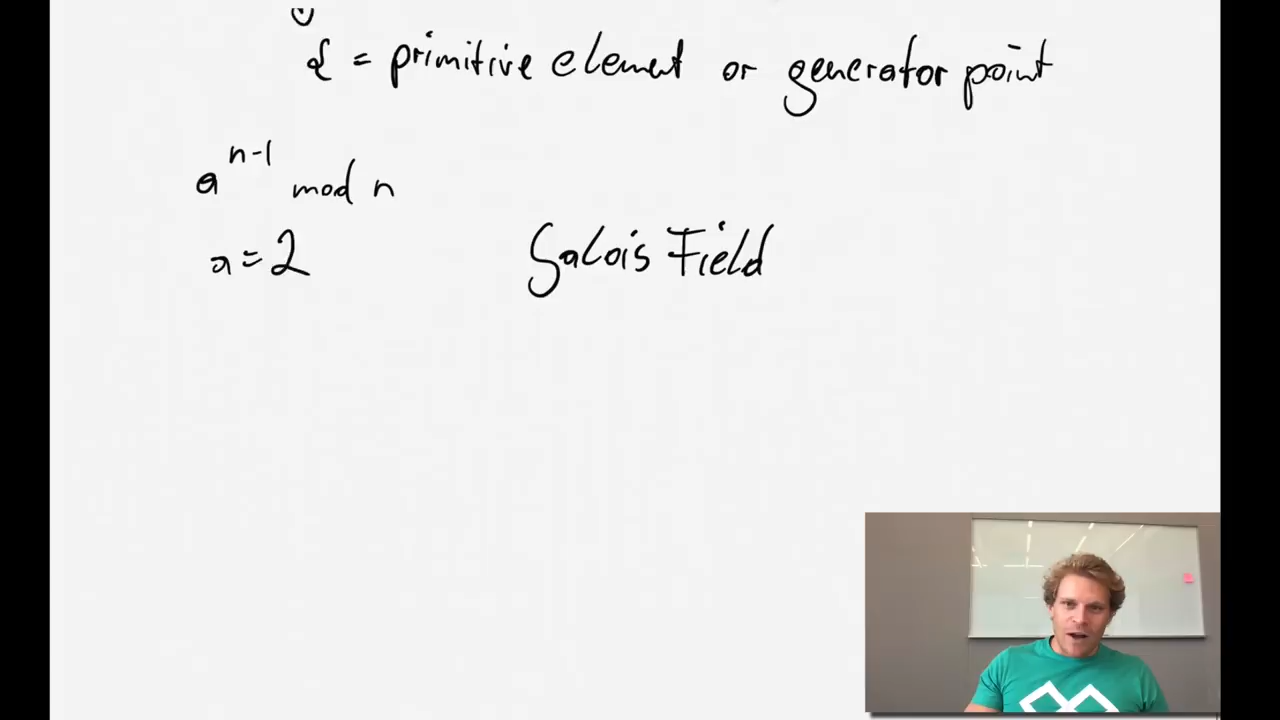 α = primitive element or generator point
a^{n-1} mod n
a = 2 Galois Field